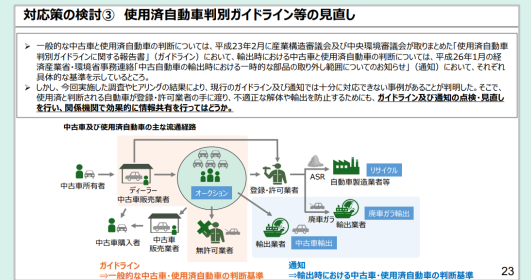 対応策の検討③　使用済自動車判別ガイドライン等の見直し
➢ 一般的な中古車と使用済自動車の判断については、平成23年2月に産業構造審議会及び中央環境審議会が取りまとめた「使用済自動車
判別ガイドラインに関する報告書」(ガイドライン)において、輸出時における中古車と使用済自動車の判断については、平成26年1月の経
済産業省・環境省事務連絡「中古自動車の輸出時における一時的な部品の取り外し範囲についてのお知らせ」(通知)において、それぞれ
具体的な基準を示しているところ。
➢ しかし、今回実施した調査やヒアリングの結果により、現行のガイドライン及び通知では十分に対応できていない事例があることが判明した。そこで、
使用済と判断される自動車が登録・許可業者の手に渡り、不適正な解体や輸出を防止するためにも、ガイドライン及び通知の点検・見直し
を行い、関係機関で効果的に情報共有を行ってはどうか。
中古車及び使用済自動車の主な流通経路
中古車所有者
ディーラー
中古車販売業者
オークション
登録・許可業者
ASR
リサイクル
自動車製造業者等
廃車ガラ
輸出業者
廃車ガラ輸出
中古車購入者
中古車
販売業者
無許可業者
輸出業者
中古車輸出
ガイドライン
⇒一般的な中古車・使用済自動車の判断基準
通知
⇒輸出時における中古車・使用済自動車の判断基準
23